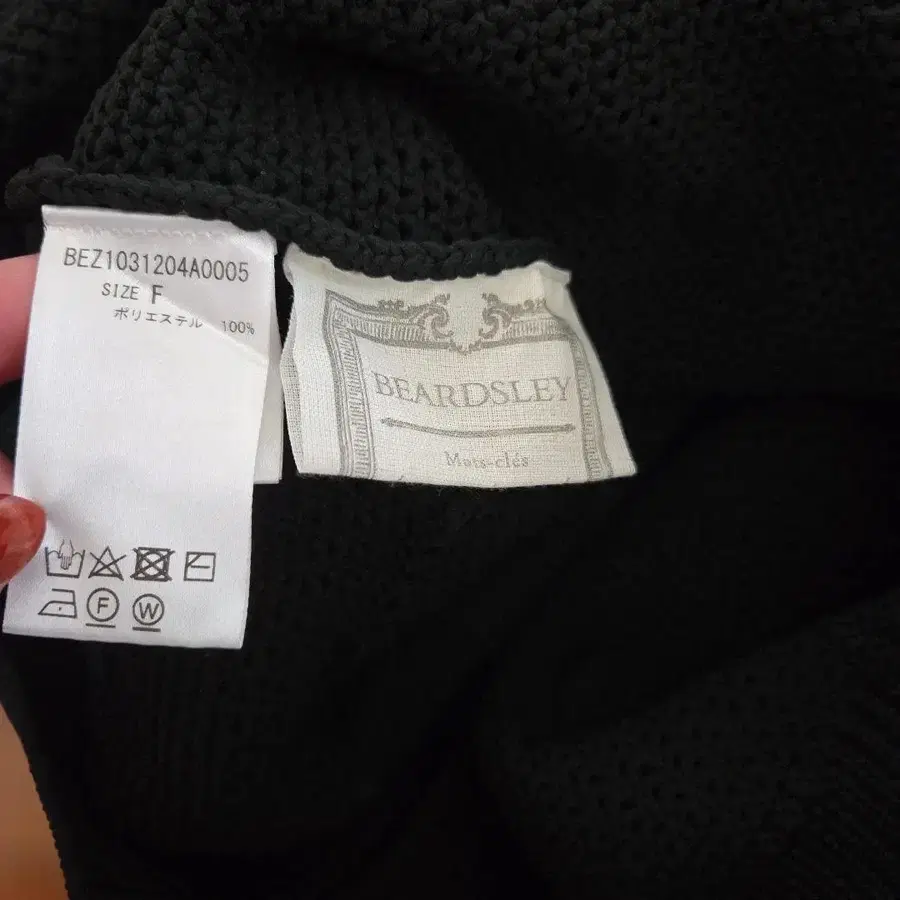 BEZ1031204A0005
SIZE F
ポリエステル 100%
BEARDSLEY
Mots-clés
F
W